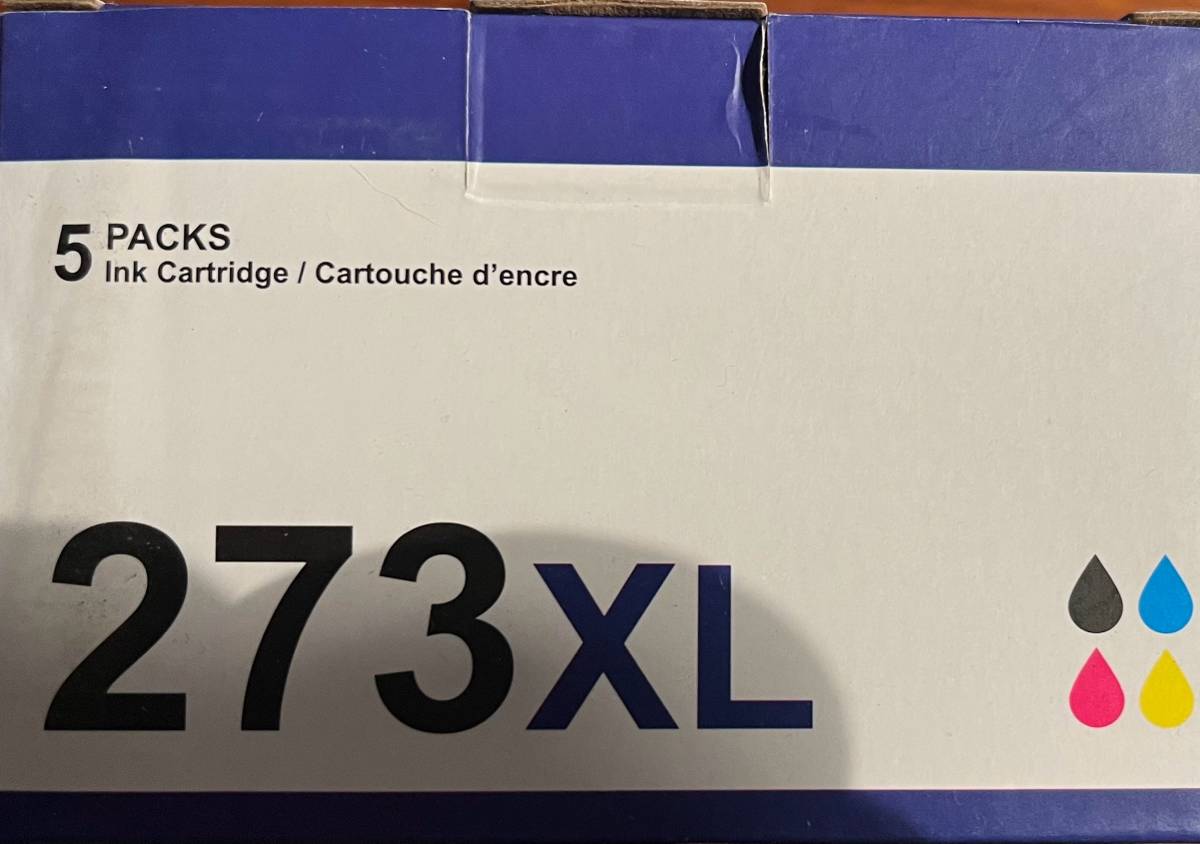 5 PACKS
Ink Cartridge / Cartouche d'encre
273XL